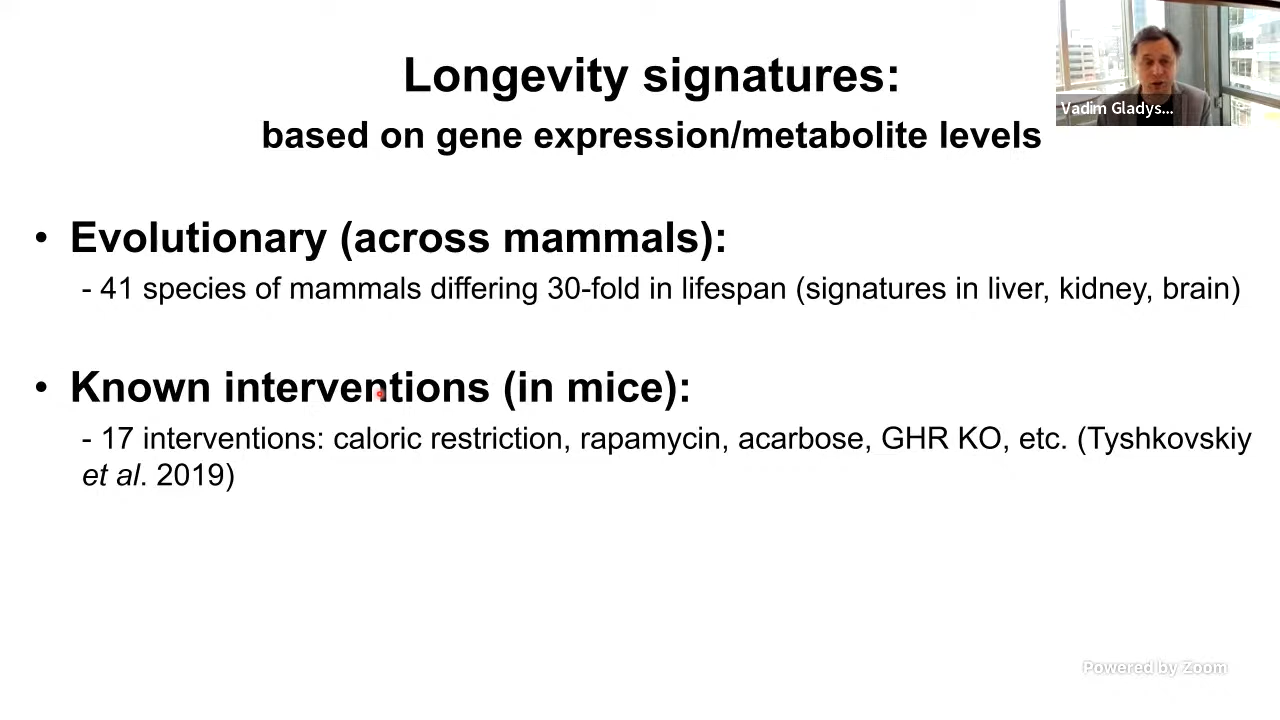 Longevity signatures:
based on gene expression/metabolite levels
Vadim Gladys...
• Evolutionary (across mammals):
- 41 species of mammals differing 30-fold in lifespan (signatures in liver, kidney, brain)
• Known interventions (in mice):
- 17 interventions: caloric restriction, rapamycin, acarbose, GHR KO, etc. (Tyshkovskiy
et al. 2019)
Powered by Zoom